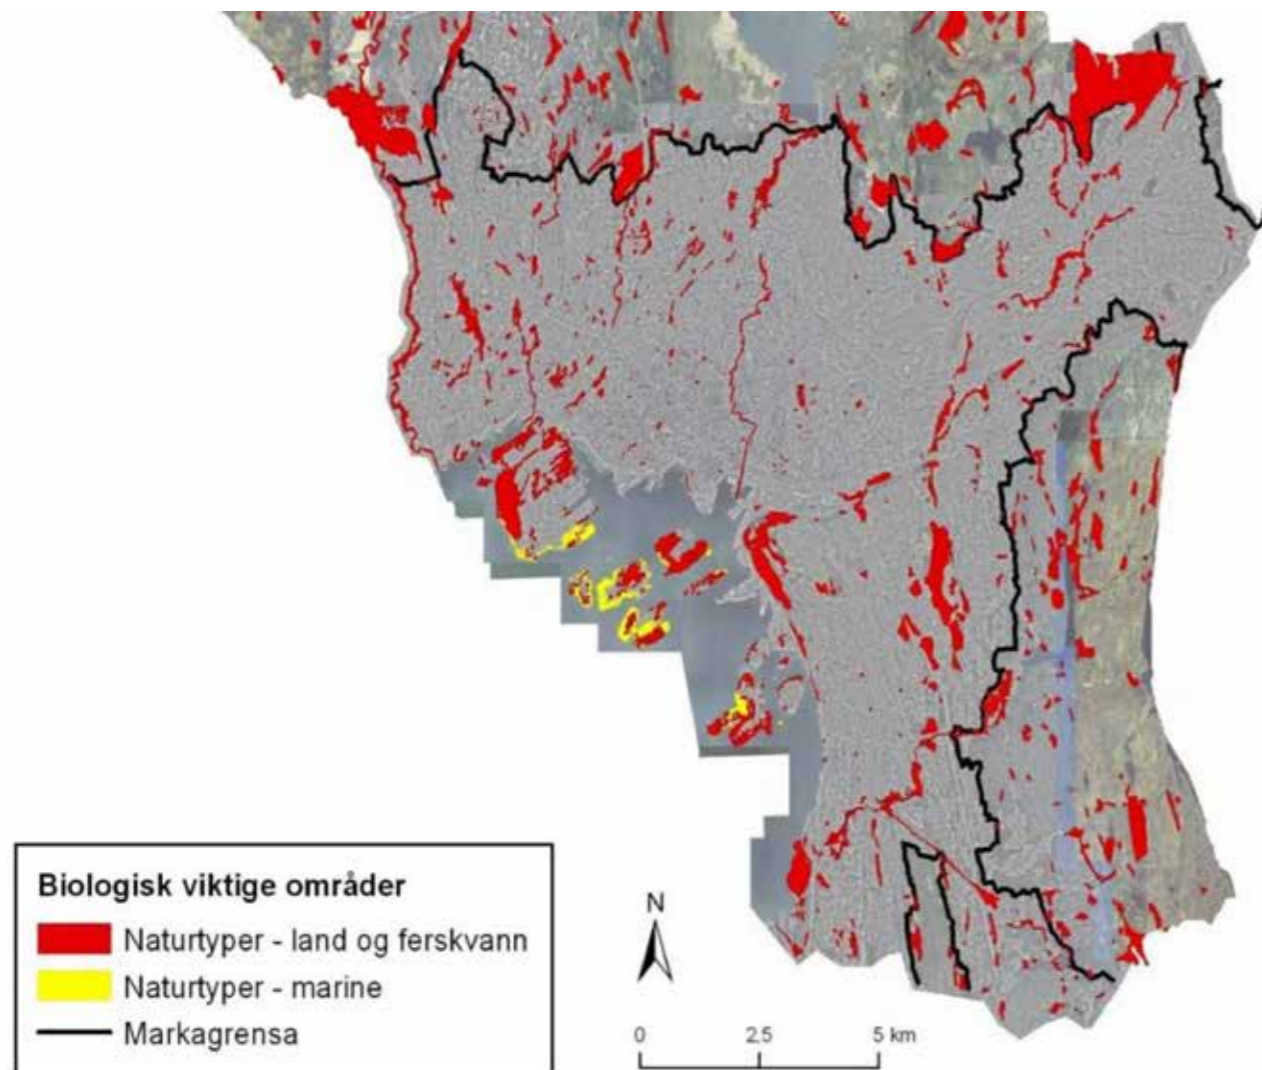 Biologisk viktige områder
Naturtyper - land og ferskvann
Naturtyper - marine
Markagrensa
N
0 2.5 5 km